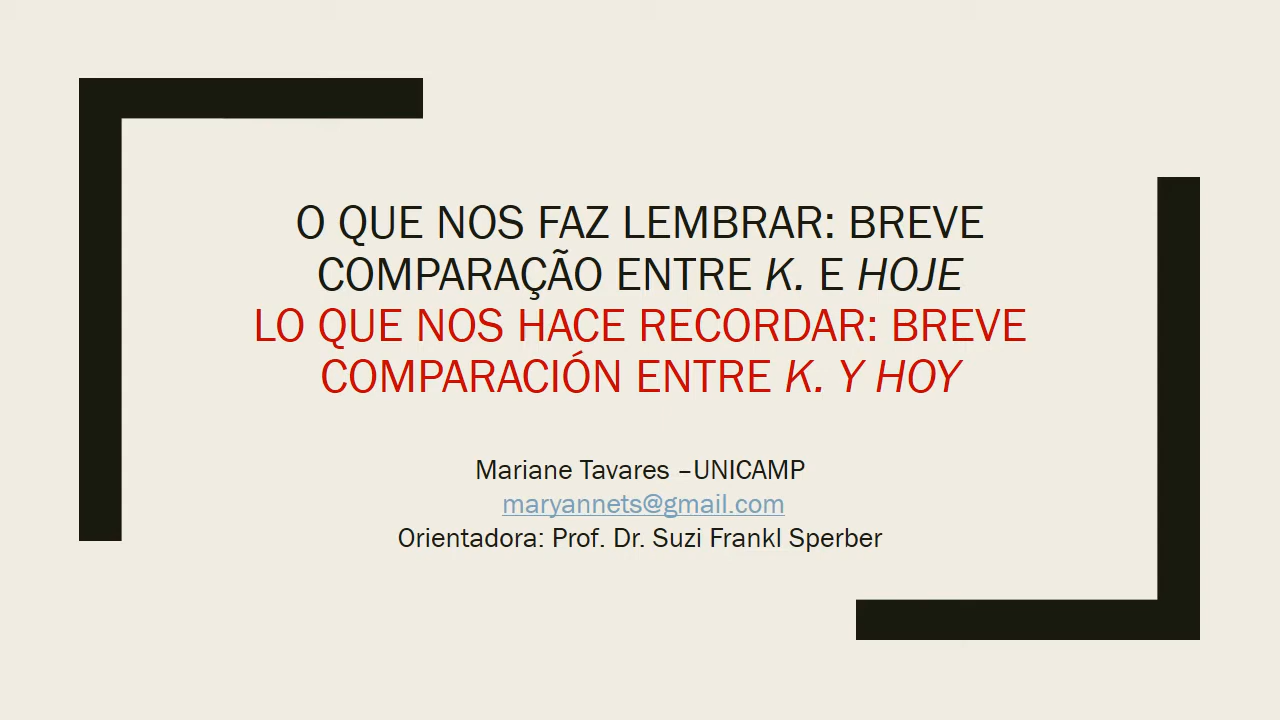 O QUE NOS FAZ LEMBRAR: BREVE
COMPARAÇÃO ENTRE K. E HOJE
LO QUE NOS HACE RECORDAR: BREVE
COMPARACIÓN ENTRE K. Y HOY
Mariane Tavares –UNICAMP
maryannets@gmail.com
Orientadora: Prof. Dr. Suzi Frankl Sperber